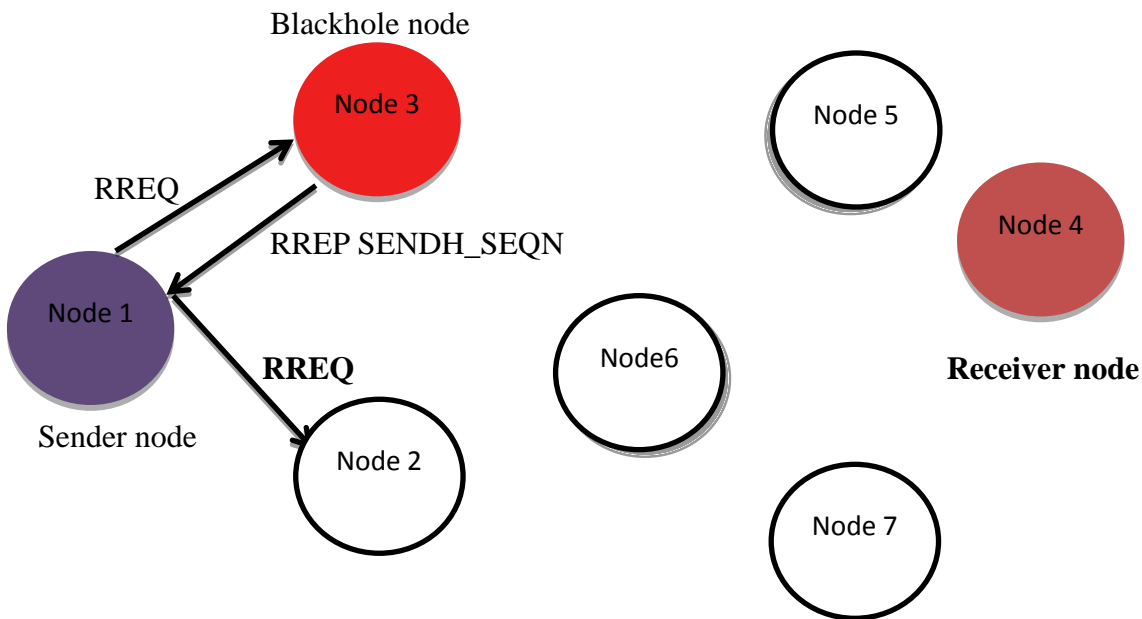 Blackhole node
Node 3
Node 5
RREQ
Node 4
RREP SENDH_SEQN
Node 1
Node6
RREQ
Receiver node
Sender node
Node 2
Node 7